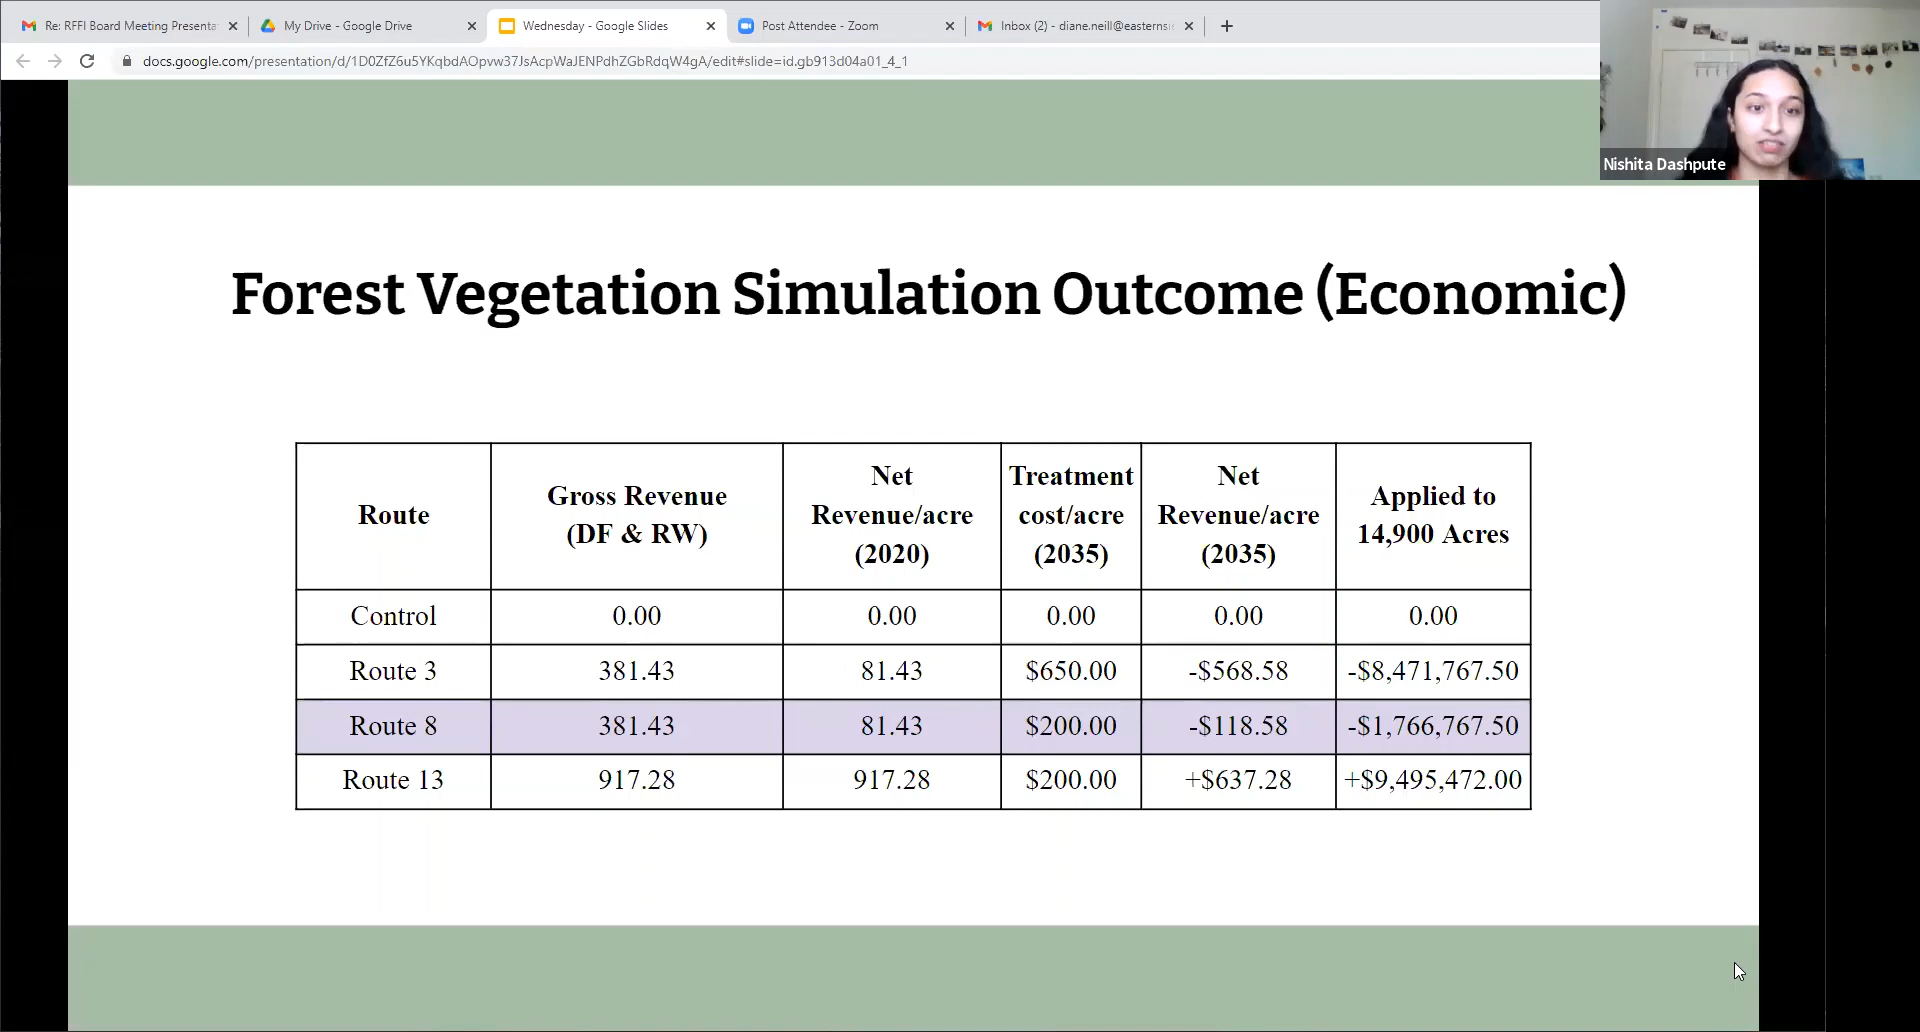 Re: RFFI Board Meeting Presenta
My Drive - Google Drive
Wednesday - Google Slides
Post Attendee - Zoom
Inbox (2) - diane.neill@easternsi
docs.google.com/presentation/d/1D0ZfZ6u5YKqbdAOpvw37JsAcpWaJENPdhZGbRdqW4gA/edit#slide=id.gb913d04a01_4_1
Nishita Dashpute
Forest Vegetation Simulation Outcome (Economic)
Route
Gross Revenue
(DF & RW)
Net
Revenue/acre
(2020)
Treatment
cost/acre
(2035)
Net
Revenue/acre
(2035)
Applied to
14,900 Acres
Control 0.00 0.00 0.00 0.00 0.00
Route 3 381.43 81.43 $650.00 -$568.58 -$8,471,767.50
Route 8 381.43 81.43 $200.00 -$118.58 -$1,766,767.50
Route 13 917.28 917.28 $200.00 +$637.28 +$9,495,472.00